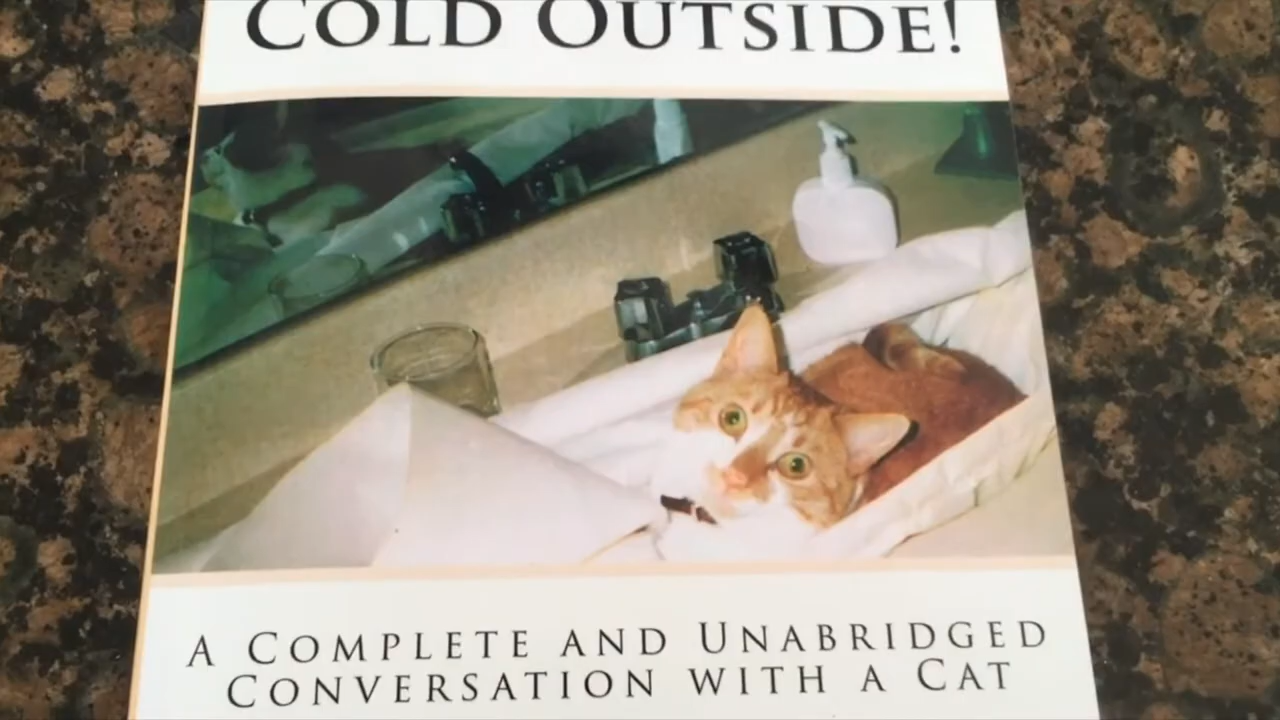 COLD OUTSIDE!
A COMPLETE AND UNABRIDGED
CONVERSATION WITH A CAT